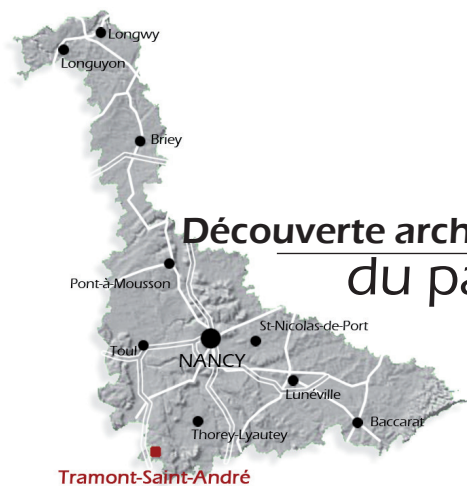 Longwy
Longuyon
Briey
Découverte arch
du pa
Pont-à-Mousson
St-Nicolas-de-Port
Toul
NANCY
Lunéville
Thorey-Lyautey
Baccarat
Tramont-Saint-André